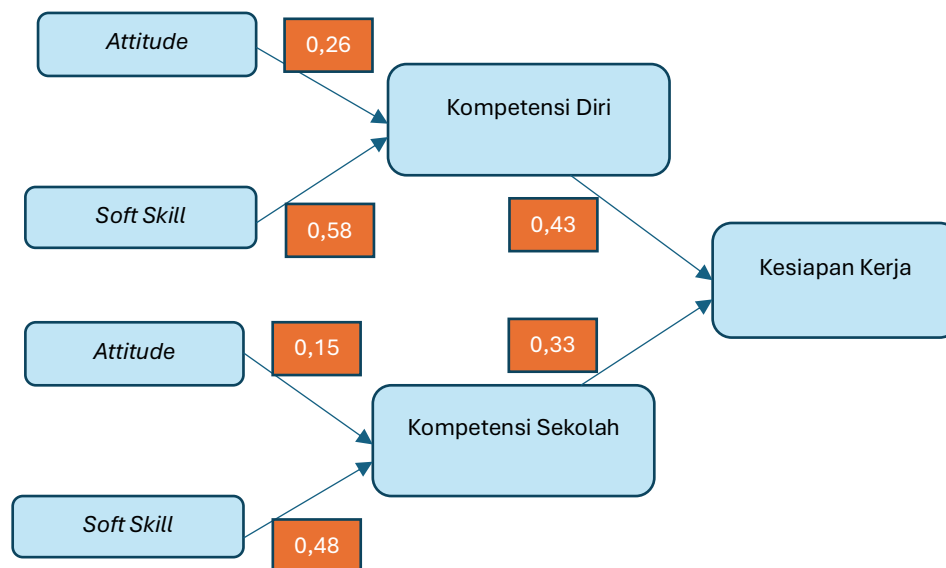 Attitude
0,26
Kompetensi Diri
Soft Skill
0,58
0,43
Kesiapan Kerja
Attitude
0,15
0,33
Kompetensi Sekolah
Soft Skill
0,48